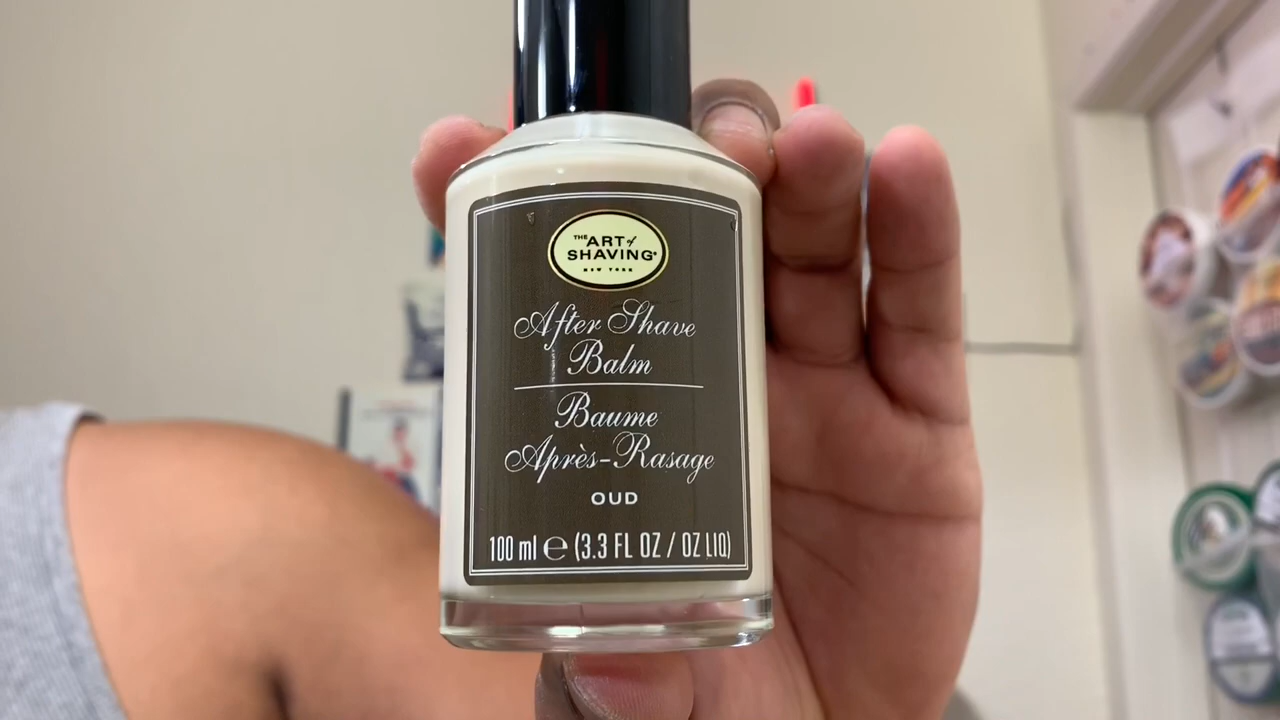 THE ART of
SHAVING
NEW YORK
After Shave
Balm
Baume
Après-Rasage
OUD
100 ml ℮ (3.3 FL OZ / OZ LIQ)